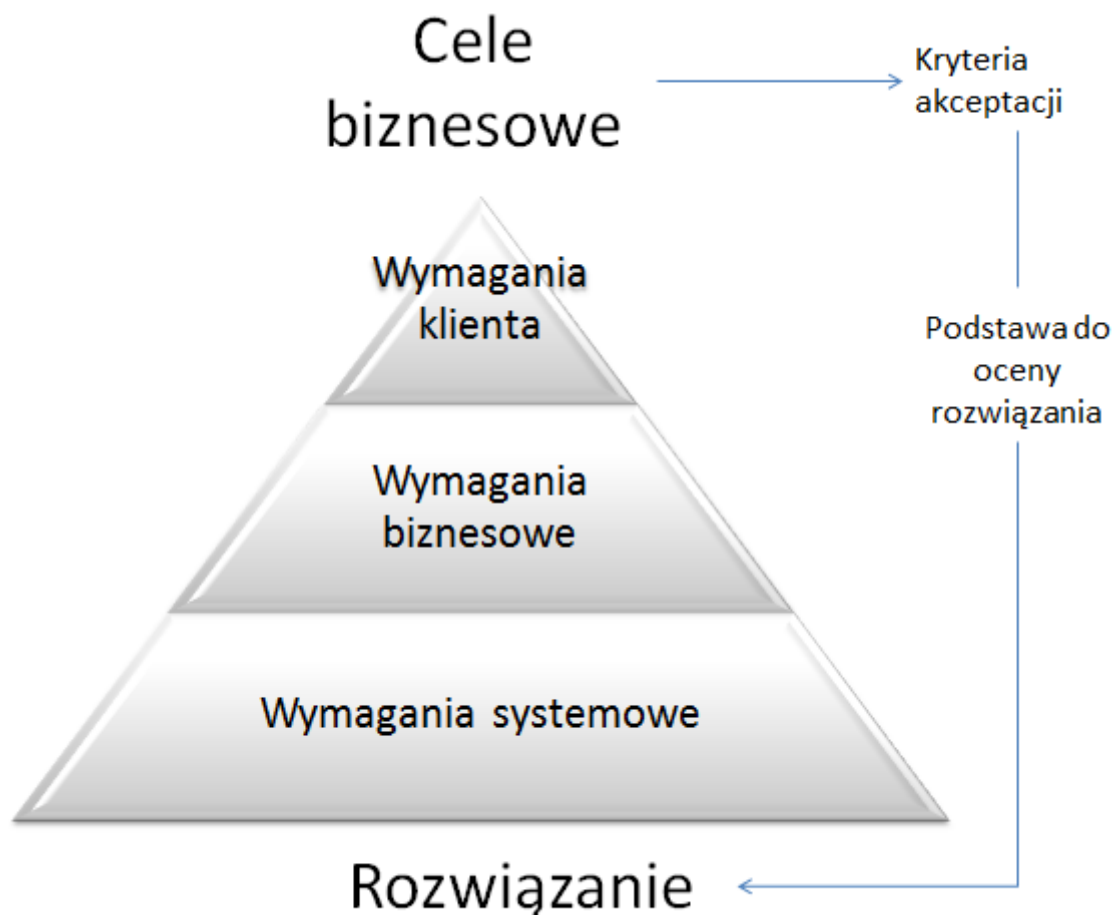 Cele
biznesowe
Kryteria
akceptacji
Wymagania
klienta
Podstawa do
oceny
rozwiązania
Wymagania
biznesowe
Wymagania systemowe
Rozwiązanie